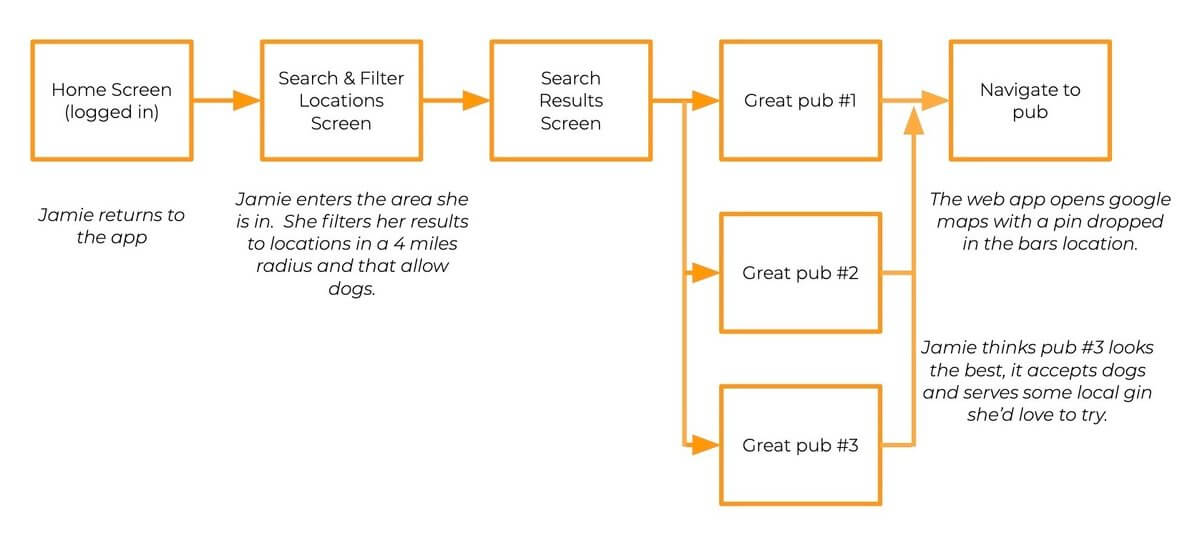 Home Screen
(logged in)
Search & Filter
Locations
Screen
Search
Results
Screen
Great pub #1
Navigate to
pub
Jamie returns to
the app
Jamie enters the area she
is in. She filters her results
to locations in a 4 miles
radius and that allow
dogs.
The web app opens google
maps with a pin dropped
in the bars location.
Great pub #2
Jamie thinks pub #3 looks
the best, it accepts dogs
and serves some local gin
she'd love to try.
Great pub #3